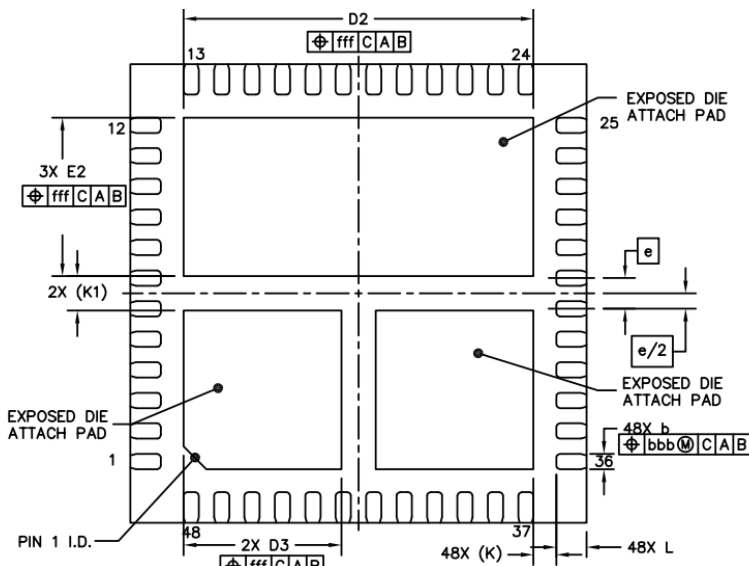 D2
⌖ fff C A B
13
24
EXPOSED DIE
ATTACH PAD
12
25
3X E2
⌖ fff C A B
e
2X (K1)
e/2
EXPOSED DIE
ATTACH PAD
EXPOSED DIE
ATTACH PAD
48X b
⌖ bbb Ⓜ C A B
1
36
PIN 1 I.D.
48
37
2X D3
48X (K)
48X L
⌖ fff C A B